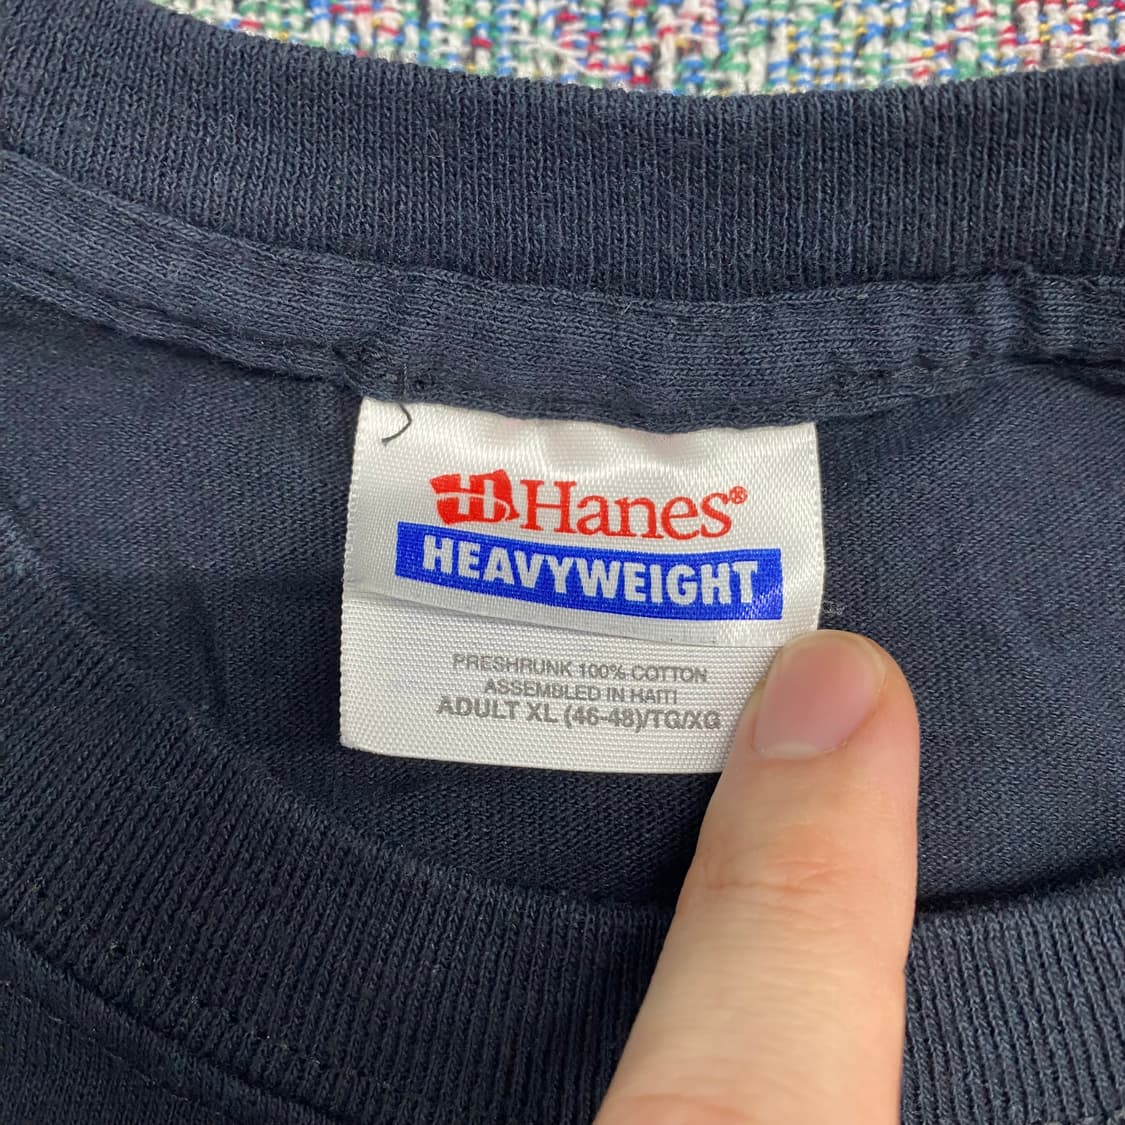 Hanes®
HEAVYWEIGHT
PRESHRUNK 100% COTTON
ASSEMBLED IN HAITI
ADULT XL (46-48)/TG/XG